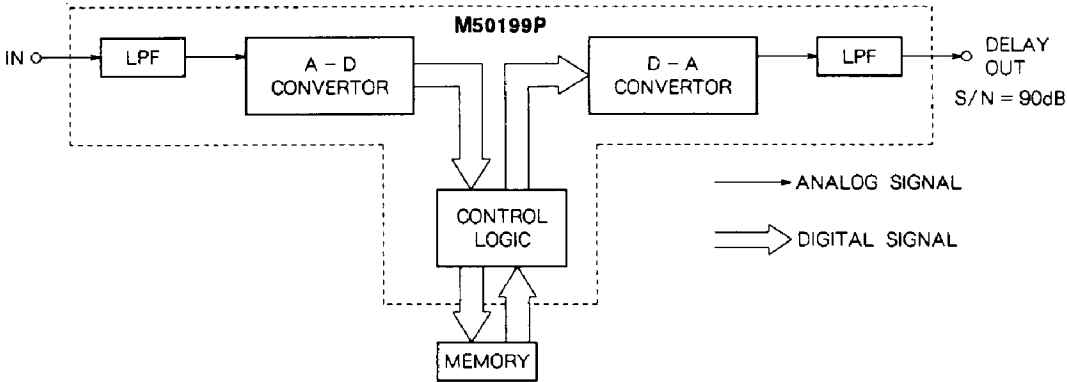 M50199P
IN
LPF
A-D
CONVERTOR
D-A
CONVERTOR
LPF
DELAY
OUT
S/N = 90dB
CONTROL
LOGIC
MEMORY
ANALOG SIGNAL
DIGITAL SIGNAL